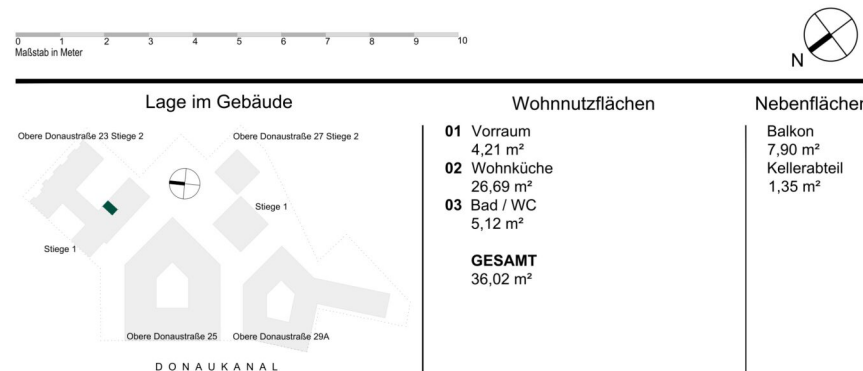 0 1 2 3 4 5 6 7 8 9 10
Maßstab in Meter
N
Lage im Gebäude
Obere Donaustraße 23 Stiege 2
Obere Donaustraße 27 Stiege 2
Stiege 1
Stiege 1
Obere Donaustraße 25
Obere Donaustraße 29A
DONAUKANAL
Wohnnutzflächen
01 Vorraum
4,21 m²
02 Wohnküche
26,69 m²
03 Bad / WC
5,12 m²
GESAMT
36,02 m²
Nebenflächen
Balkon
7,90 m²
Kellerabteil
1,35 m²